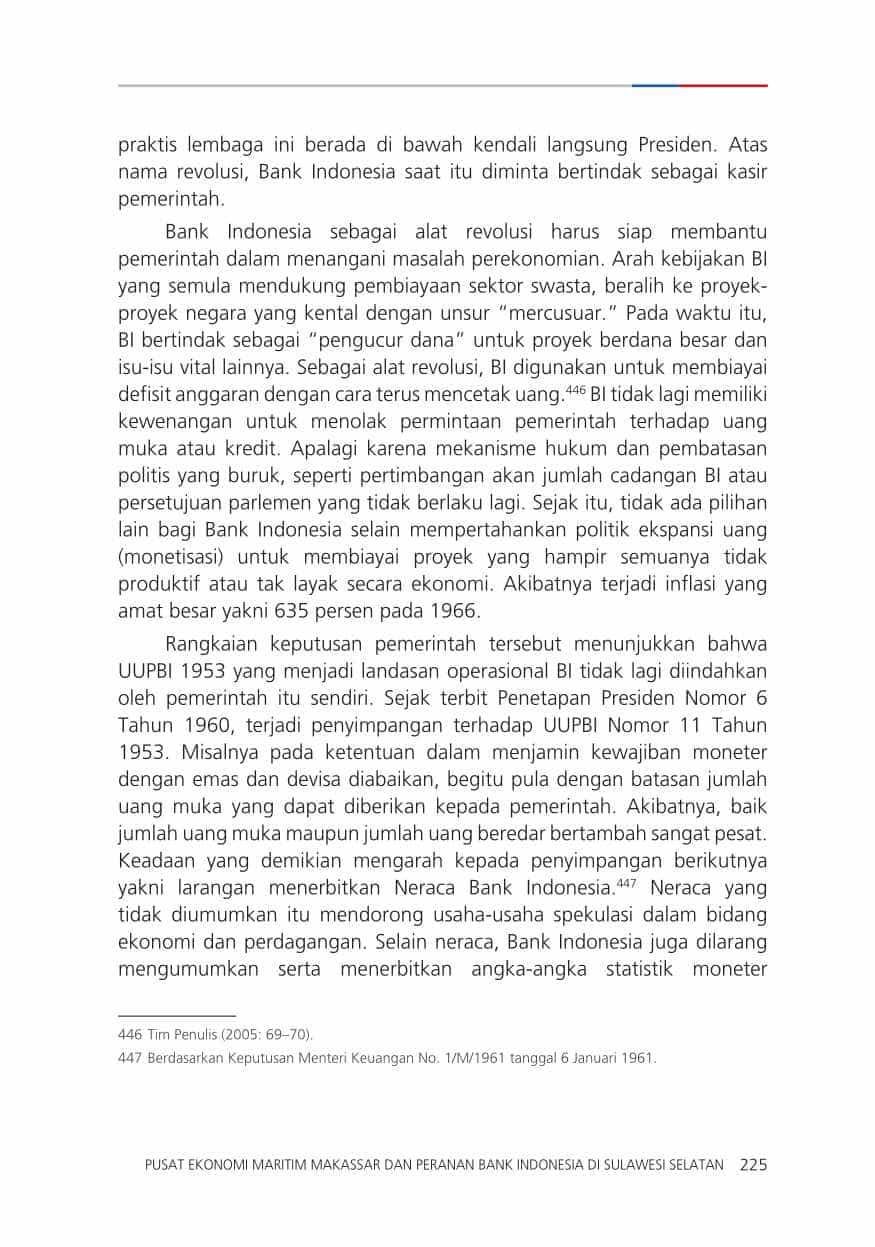 praktis lembaga ini berada di bawah kendali langsung Presiden. Atas
nama revolusi, Bank Indonesia saat itu diminta bertindak sebagai kasir
pemerintah.
Bank Indonesia sebagai alat revolusi harus siap membantu
pemerintah dalam menangani masalah perekonomian. Arah kebijakan BI
yang semula mendukung pembiayaan sektor swasta, beralih ke proyek-
proyek negara yang kental dengan unsur “mercusuar.” Pada waktu itu,
BI bertindak sebagai “pengucur dana” untuk proyek berdana besar dan
isu-isu vital lainnya. Sebagai alat revolusi, BI digunakan untuk membiayai
defisit anggaran dengan cara terus mencetak uang.446 BI tidak lagi memiliki
kewenangan untuk menolak permintaan pemerintah terhadap uang
muka atau kredit. Apalagi karena mekanisme hukum dan pembatasan
politis yang buruk, seperti pertimbangan akan jumlah cadangan BI atau
persetujuan parlemen yang tidak berlaku lagi. Sejak itu, tidak ada pilihan
lain bagi Bank Indonesia selain mempertahankan politik ekspansi uang
(monetisasi) untuk membiayai proyek yang hampir semuanya tidak
produktif atau tak layak secara ekonomi. Akibatnya terjadi inflasi yang
amat besar yakni 635 persen pada 1966.
Rangkaian keputusan pemerintah tersebut menunjukkan bahwa
UUPBI 1953 yang menjadi landasan operasional BI tidak lagi diindahkan
oleh pemerintah itu sendiri. Sejak terbit Penetapan Presiden Nomor 6
Tahun 1960, terjadi penyimpangan terhadap UUPBI Nomor 11 Tahun
1953. Misalnya pada ketentuan dalam menjamin kewajiban moneter
dengan emas dan devisa diabaikan, begitu pula dengan batasan jumlah
uang muka yang dapat diberikan kepada pemerintah. Akibatnya, baik
jumlah uang muka maupun jumlah uang beredar bertambah sangat pesat.
Keadaan yang demikian mengarah kepada penyimpangan berikutnya
yakni larangan menerbitkan Neraca Bank Indonesia.447 Neraca yang
tidak diumumkan itu mendorong usaha-usaha spekulasi dalam bidang
ekonomi dan perdagangan. Selain neraca, Bank Indonesia juga dilarang
mengumumkan serta menerbitkan angka-angka statistik moneter
446 Tim Penulis (2005: 69–70).
447 Berdasarkan Keputusan Menteri Keuangan No. 1/M/1961 tanggal 6 Januari 1961.
PUSAT EKONOMI MARITIM MAKASSAR DAN PERANAN BANK INDONESIA DI SULAWESI SELATAN 225